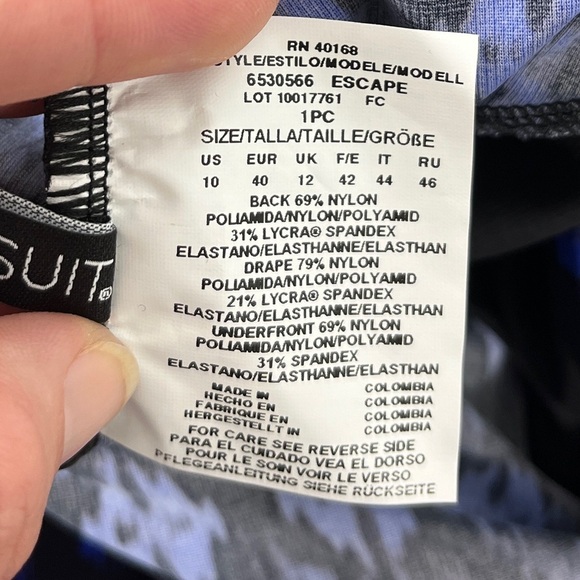 RN 40168
STYLE/ESTILO/MODELE/MODELL
6530566 ESCAPE
LOT 10017761 FC
1PC
SIZE/TALLA/TAILLE/GRÖßE
US EUR UK F/E IT RU
10 40 12 42 44 46
BACK 69% NYLON
POLIAMIDA/NYLON/POLYAMID
31% LYCRA® SPANDEX
ELASTANO/ELASTHANNE/ELASTHAN
DRAPE 79% NYLON
POLIAMIDA/NYLON/POLYAMID
21% LYCRA® SPANDEX
ELASTANO/ELASTHANNE/ELASTHAN
UNDERFRONT 69% NYLON
POLIAMIDA/NYLON/POLYAMID
31% SPANDEX
ELASTANO/ELASTHANNE/ELASTHAN
MADE IN COLOMBIA
HECHO EN COLOMBIA
FABRIQUE EN COLOMBIA
HERGESTELLT IN COLOMBIA
FOR CARE SEE REVERSE SIDE
PARA EL CUIDADO VEA EL DORSO
POUR LE SOIN VOIR LE VERSO
PFLEGEANLEITUNG SIEHE RÜCKSEITE
SUIT®